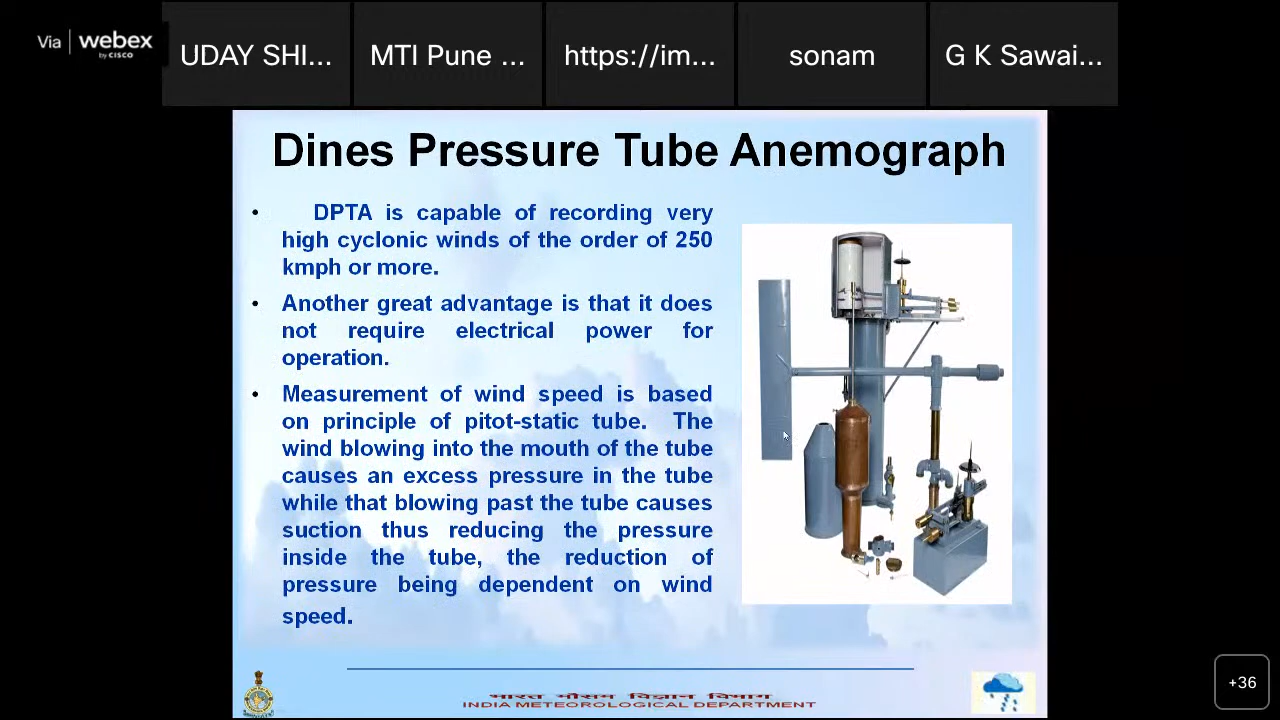 Via webex
by CISCO
UDAY SHI...
MTI Pune ...
https://im...
sonam
G K Sawai...
Dines Pressure Tube Anemograph
• DPTA is capable of recording very
high cyclonic winds of the order of 250
kmph or more.
• Another great advantage is that it does
not require electrical power for
operation.
• Measurement of wind speed is based
on principle of pitot-static tube. The
wind blowing into the mouth of the tube
causes an excess pressure in the tube
while that blowing past the tube causes
suction thus reducing the pressure
inside the tube, the reduction of
pressure being dependent on wind
speed.
भारत मौसम विज्ञान विभाग
INDIA METEOROLOGICAL DEPARTMENT
+36